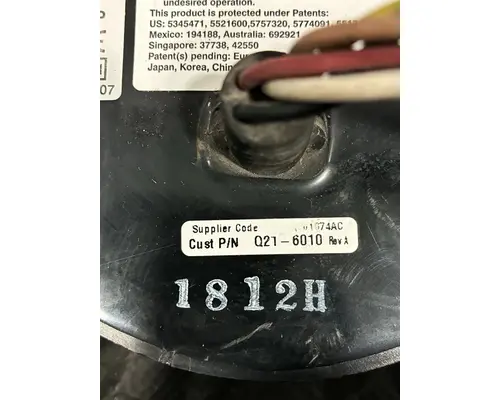 undesired operation.
This product is protected under Patents:
US: 5345471, 5521600,5757320, 5774091,
Mexico: 194188, Australia: 692921
Singapore: 37738, 42550
Patent(s) pending:
Japan, Korea,
07
Supplier Code
Cust P/N Q21-6010 Rev A
1812H